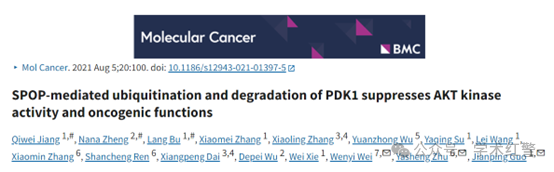 Molecular Cancer
BMC
▸ Mol Cancer. 2021 Aug 5;20:100. doi: 10.1186/s12943-021-01397-5
SPOP-mediated ubiquitination and degradation of PDK1 suppresses AKT kinase
activity and oncogenic functions
Qiwei Jiang 1,#, Nana Zheng 2,#, Lang Bu 1,#, Xiaomei Zhang 1, Xiaoling Zhang 3,4, Yuanzhong Wu 5, Yaqing Su 1, Lei Wang 1,
Xiaomin Zhang 6, Shancheng Ren 6, Xiangpeng Dai 3,4, Depei Wu 2, Wei Xie 1, Wenyi Wei 7,✉, Yasheng Zhu 6,✉, Jianping Guo 1,✉
公众号 学术红警